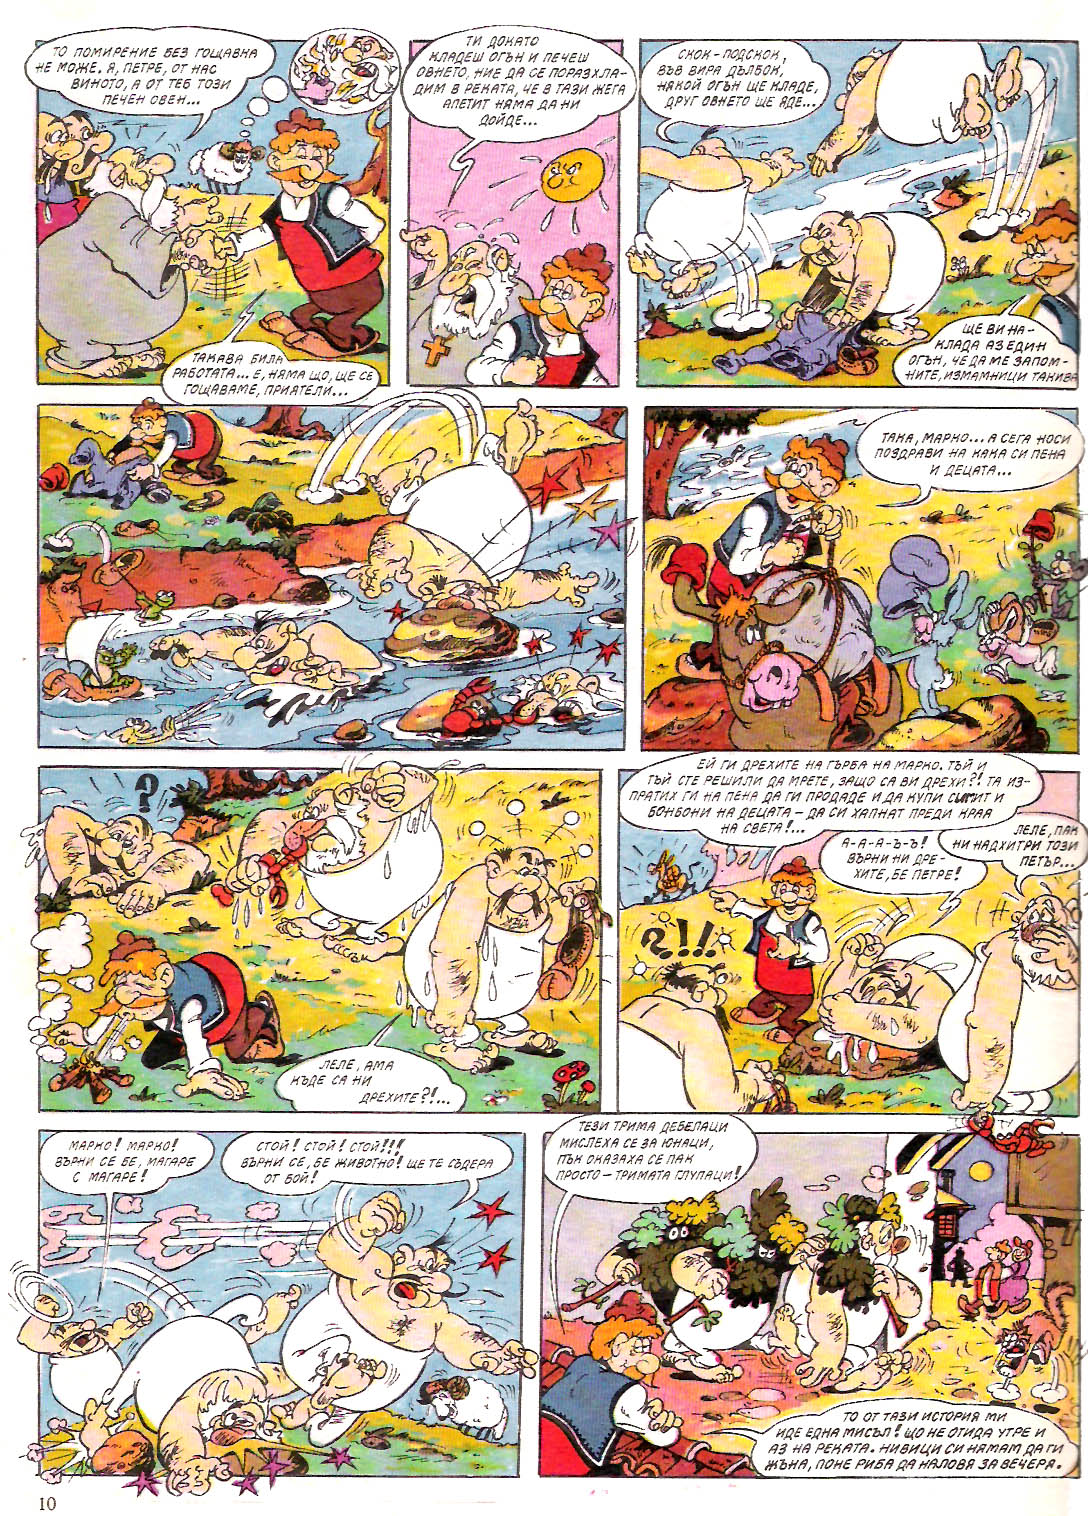 ТО ПОМИРЕНИЕ БЕЗ ГОЩАВКА
НЕ МОЖЕ. Я, ПЕТРЕ, ОТ НАС
ВИНОТО, А ОТ ТЕБ ТОЗИ
ПЕЧЕН ОВЕН...
ТАКАВА БИЛА
РАБОТАТА... Е, НЯМА ЩО, ЩЕ СЕ
ГОЩАВАМЕ, ПРИЯТЕЛИ...
ТИ ДОКАТО
КЛАДЕШ ОГЪН И ПЕЧЕШ
ОВНЕТО, НИЕ ДА СЕ ПОРАЗХЛА-
ДИМ В РЕКАТА, ЧЕ В ТАЗИ ЖЕГА
АПЕТИТ НЯМА ДА НИ
ДОЙДЕ...
СКОК-ПОДСКОК,
ВЪВ ВИРА ДЪЛБОК,
НЯКОЙ ОГЪН ЩЕ КЛАДЕ,
ДРУГ ОВНЕТО ЩЕ ЯДЕ...
ЩЕ ВИ НА-
КЛАДА АЗ ЕДИН
ОГЪН, ЧЕ ДА МЕ ЗАПОМ-
НИТЕ, ИЗМАМНИЦИ ТАКИВА
ТАКА, МАРКО... А СЕГА НОСИ
ПОЗДРАВИ НА КАКА СИ ПЕНА
И ДЕЦАТА...
?
ЛЕЛЕ, АМА
КЪДЕ СА НИ
ДРЕХИТЕ?!...
ЕЙ ГИ ДРЕХИТЕ НА ГЪРБА НА МАРКО. ТЪЙ И
ТЪЙ СТЕ РЕШИЛИ ДА МРЕТЕ, ЗАЩО СА ВИ ДРЕХИ?! ТА ИЗ-
ПРАТИХ ГИ НА ПЕНА ДА ГИ ПРОДАДЕ И ДА КУПИ СИМИТ И
БОНБОНИ НА ДЕЦАТА – ДА СИ ХАПНАТ ПРЕДИ КРАЯ
НА СВЕТА!...
А-А-А-Ъ-Ъ!
ВЪРНИ НИ ДРЕ-
ХИТЕ, БЕ ПЕТРЕ!
ЛЕЛЕ, ПАК
НИ НАДХИТРИ ТОЗИ
ПЕТЪР...
?!!!
МАРКО! МАРКО!
ВЪРНИ СЕ БЕ, МАГАРЕ
С МАГАРЕ!
СТОЙ! СТОЙ! СТОЙ!!!
ВЪРНИ СЕ, БЕ ЖИВОТНО! ЩЕ ТЕ СЪДЕРА
ОТ БОЙ!
ТЕЗИ ТРИМА ДЕБЕЛАЦИ
МИСЛЕХА СЕ ЗА ЮНАЦИ,
ПЪК ОКАЗАХА СЕ ПАК
ПРОСТО – ТРИМАТА ГЛУПАЦИ!
ТО ОТ ТАЗИ ИСТОРИЯ МИ
ИДЕ ЕДНА МИСЪЛ! ЩО НЕ ОТИДА УТРЕ И
АЗ НА РЕКАТА. НИВИЦИ СИ НЯМАМ ДА ГИ
ЖЪНА, ПОНЕ РИБА ДА НАЛОВЯ ЗА ВЕЧЕРЯ.
10